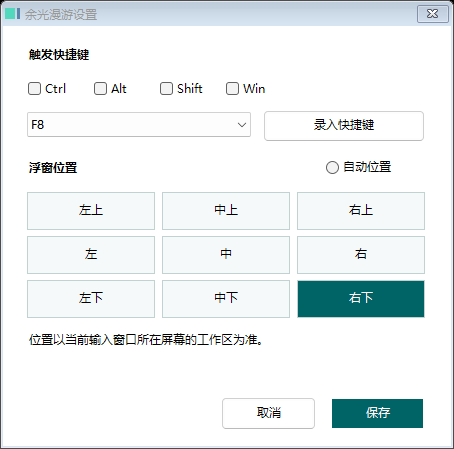 余光漫游设置
触发快捷键
Ctrl Alt Shift Win
F8 录入快捷键
浮窗位置 自动位置
左上 中上 右上
左 中 右
左下 中下 右下
位置以当前输入窗口所在屏幕的工作区为准。
取消 保存